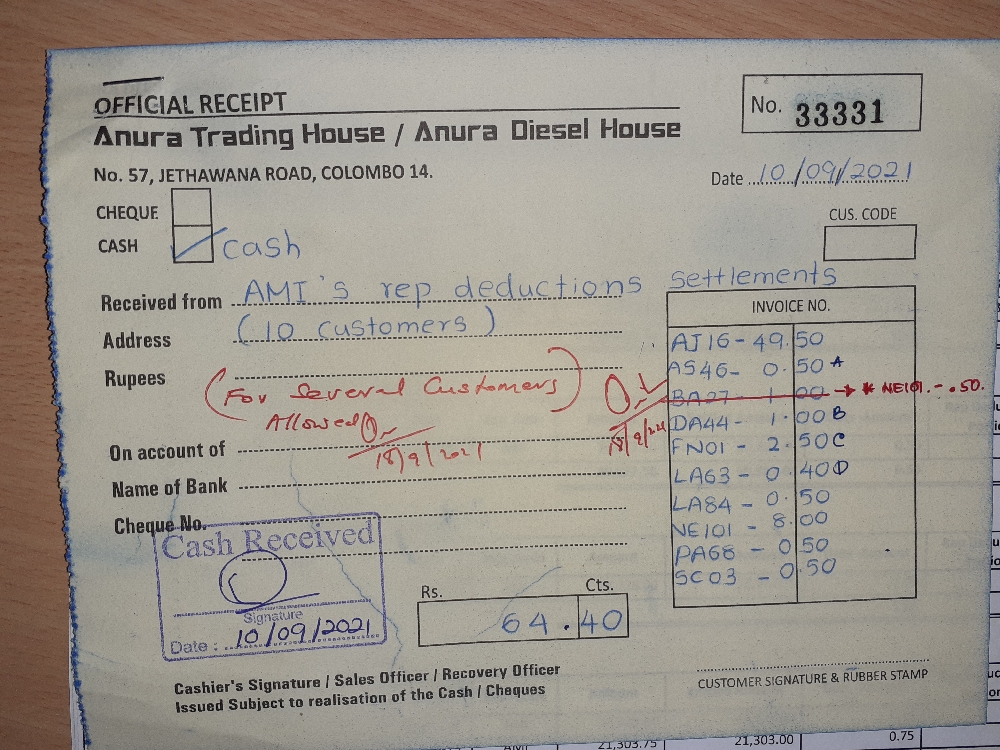 OFFICIAL RECEIPT
No. 33331
Anura Trading House / Anura Diesel House
No. 57, JETHAWANA ROAD, COLOMBO 14.
Date 10/09/2021
CHEQUE
CUS. CODE
CASH cash
Received from AMI's rep deductions settlements
Address (10 customers)
INVOICE NO.
Rupees
(For Several Customers)
Allowed
18/9/2021
18/9/21
AJ16 - 49.50
AS46 - 0.50 A
BA27 - 1.00 → * NE101 - .50.
DA44 - 1.00 B
FN01 - 2.50 C
LA63 - 0.40 D
LA84 - 0.50
NE101 - 8.00
PA68 - 0.50
SC03 - 0.50
On account of
Name of Bank
Cheque No.
Cash Received
Signature
Date : 10/09/2021
Rs. Cts.
64.40
Cashier's Signature / Sales Officer / Recovery Officer
Issued Subject to realisation of the Cash / Cheques
CUSTOMER SIGNATURE & RUBBER STAMP
AMI 21,303.75 21,303.00 0.75